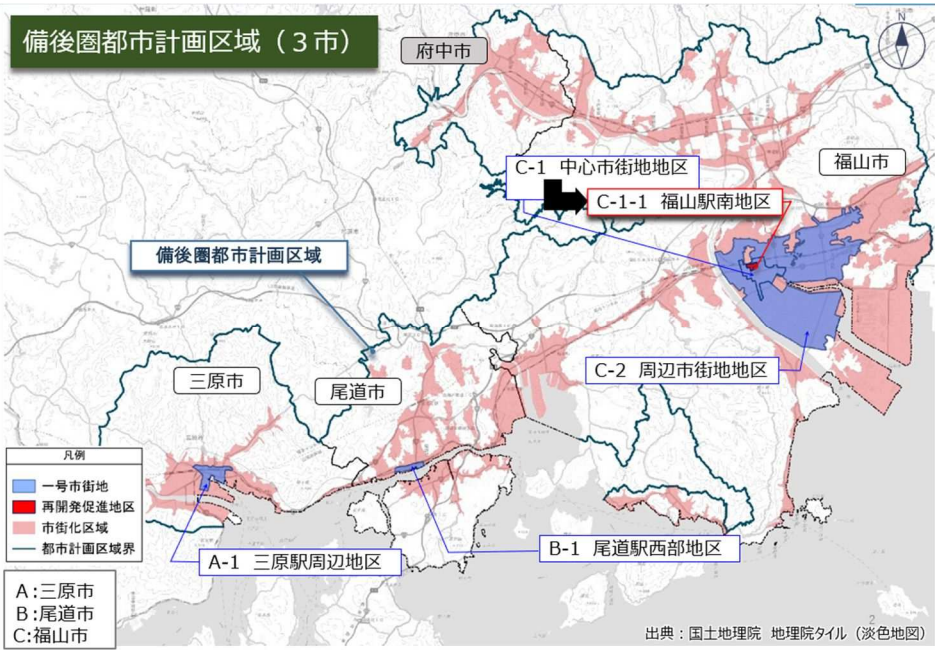 備後圏都市計画区域（３市）
府中市
N
福山市
C-1 中心市街地地区
C-1-1 福山駅南地区
備後圏都市計画区域
三原市
尾道市
C-2 周辺市街地地区
凡例
一号市街地
再開発促進地区
市街化区域
都市計画区域界
A-1 三原駅周辺地区
B-1 尾道駅西部地区
A:三原市
B:尾道市
C:福山市
2
出典：国土地理院 地理院タイル（淡色地図）